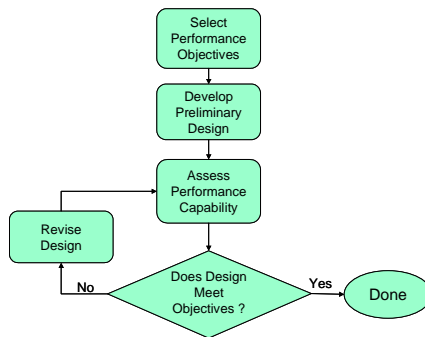 Select
Performance
Objectives
Develop
Preliminary
Design
Assess
Performance
Capability
Revise
Design
Does Design
Meet
Objectives ?
No
Yes
Done